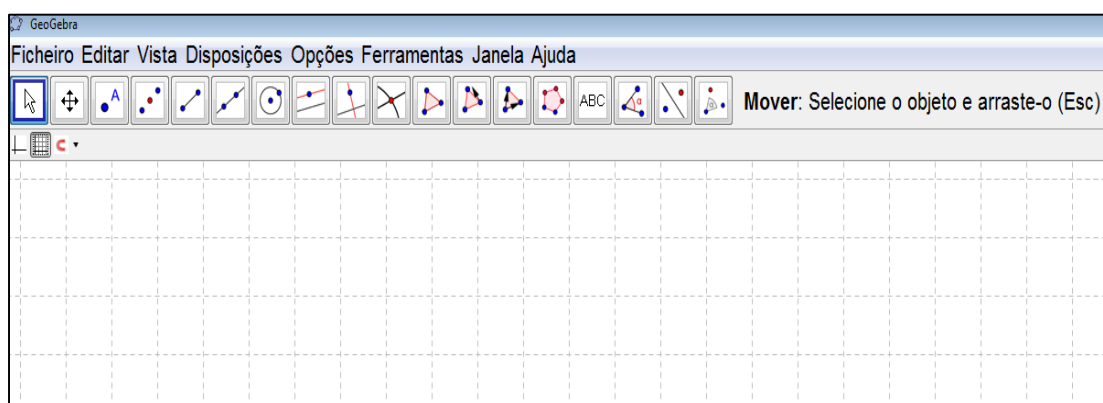 GeoGebra
Ficheiro Editar Vista Disposições Opções Ferramentas Janela Ajuda
A ABC α α Mover: Selecione o objeto e arraste-o (Esc)